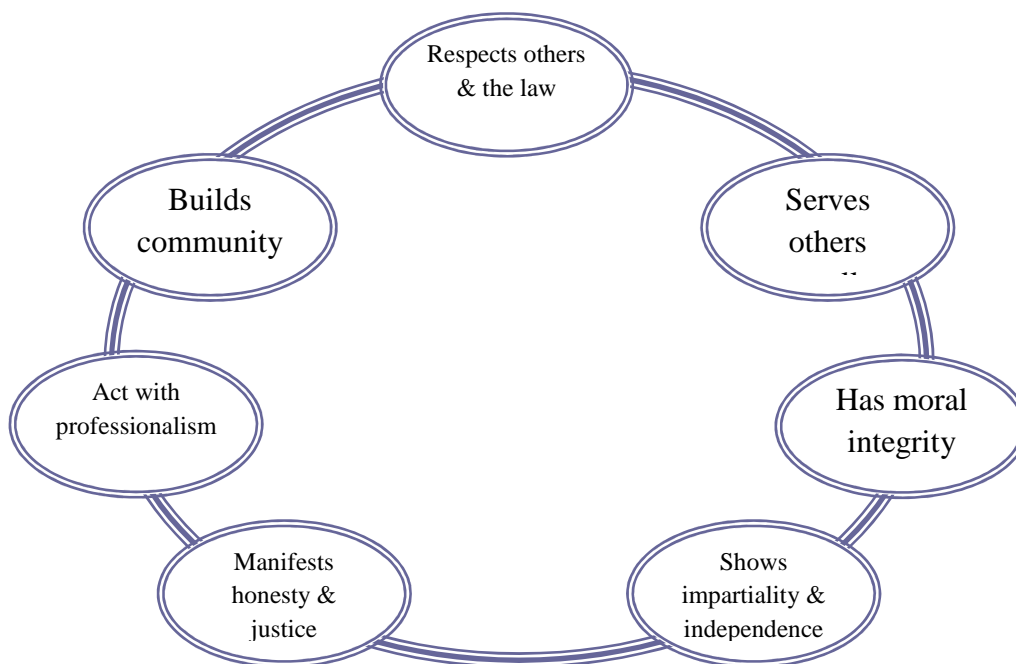 Respects others
& the law
Serves
others
Has moral
integrity
Shows
impartiality &
independence
Manifests
honesty &
justice
Act with
professionalism
Builds
community